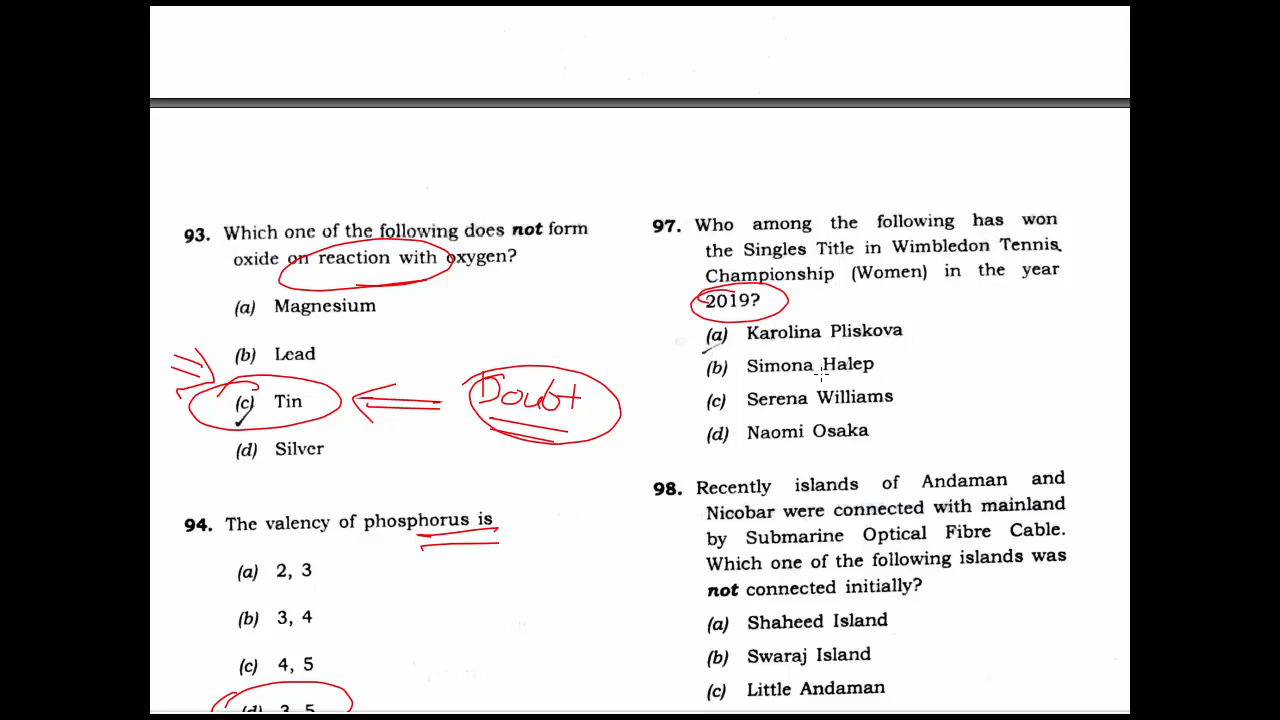 93. Which one of the following does not form
oxide on reaction with oxygen?
(a) Magnesium
(b) Lead
(c) Tin
(d) Silver
Doubt
94. The valency of phosphorus is
(a) 2, 3
(b) 3, 4
(c) 4, 5
(d) 3, 5
97. Who among the following has won
the Singles Title in Wimbledon Tennis
Championship (Women) in the year
2019?
(a) Karolina Pliskova
(b) Simona Halep
(c) Serena Williams
(d) Naomi Osaka
98. Recently islands of Andaman and
Nicobar were connected with mainland
by Submarine Optical Fibre Cable.
Which one of the following islands was
not connected initially?
(a) Shaheed Island
(b) Swaraj Island
(c) Little Andaman